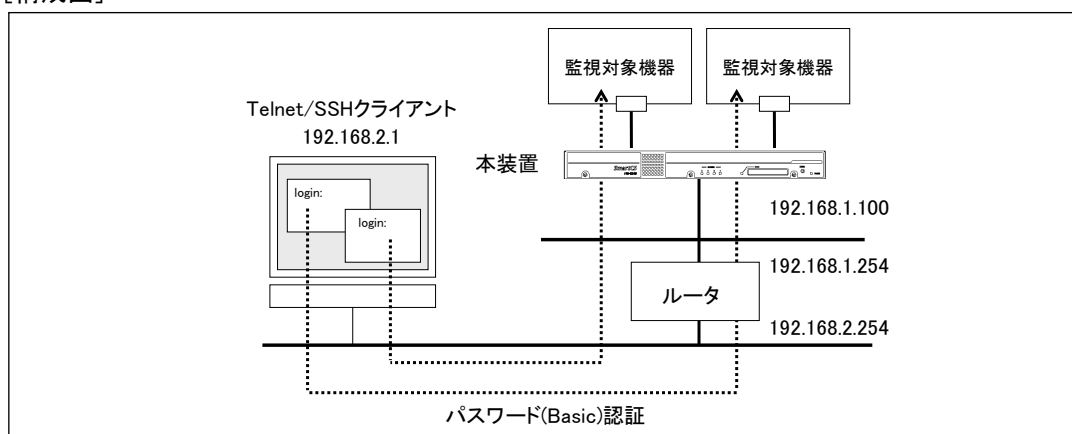 [構成図]
監視対象機器
監視対象機器
Telnet/SSHクライアント
192.168.2.1
本装置
login:
login:
192.168.1.100
192.168.1.254
ルータ
192.168.2.254
パスワード(Basic)認証